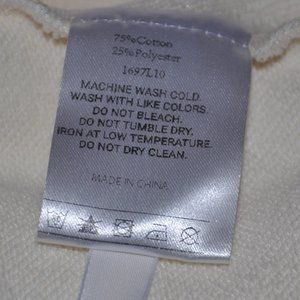 75%Cotton
25%Polyester
1697L10
MACHINE WASH COLD.
WASH WITH LIKE COLORS.
DO NOT BLEACH.
DO NOT TUMBLE DRY.
IRON AT LOW TEMPERATURE
DO NOT DRY CLEAN.
MADE IN CHINA